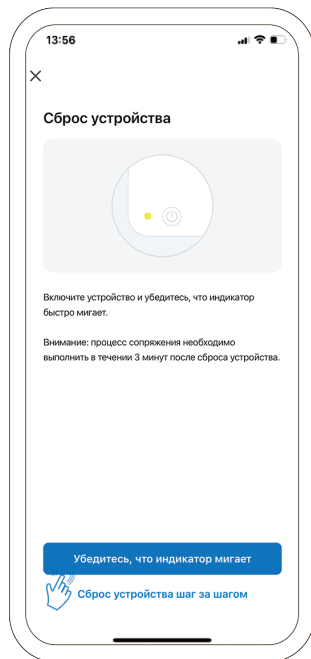 13:56
Сброс устройства
Включите устройство и убедитесь, что индикатор
быстро мигает.
Внимание: процесс сопряжения необходимо
выполнить в течении 3 минут после сброса устройства.
Убедитесь, что индикатор мигает
Сброс устройства шаг за шагом